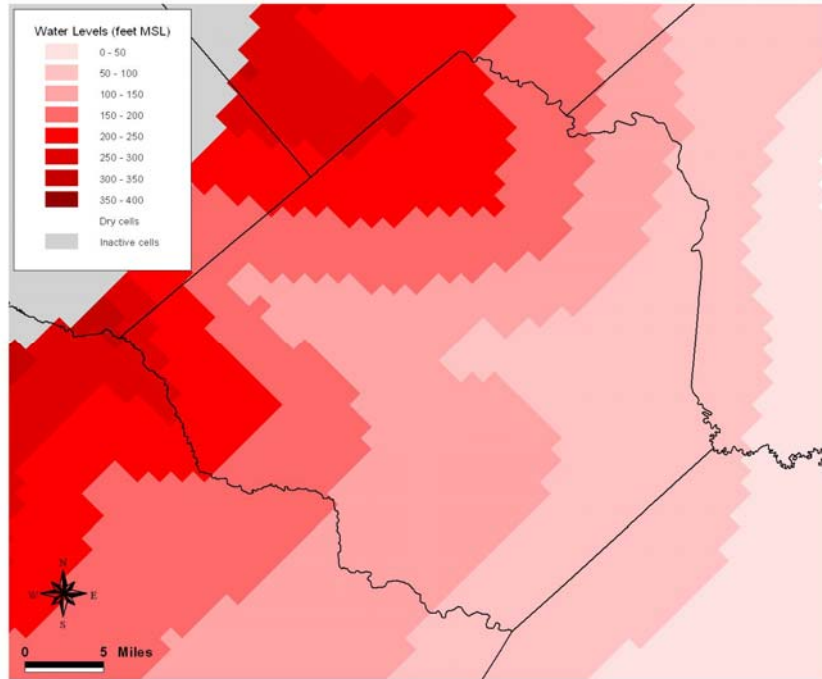 Water Levels (feet MSL)
0 - 50
50 - 100
100 - 150
150 - 200
200 - 250
250 - 300
300 - 350
350 - 400
Dry cells
Inactive cells
N
W E
S
0 5 Miles